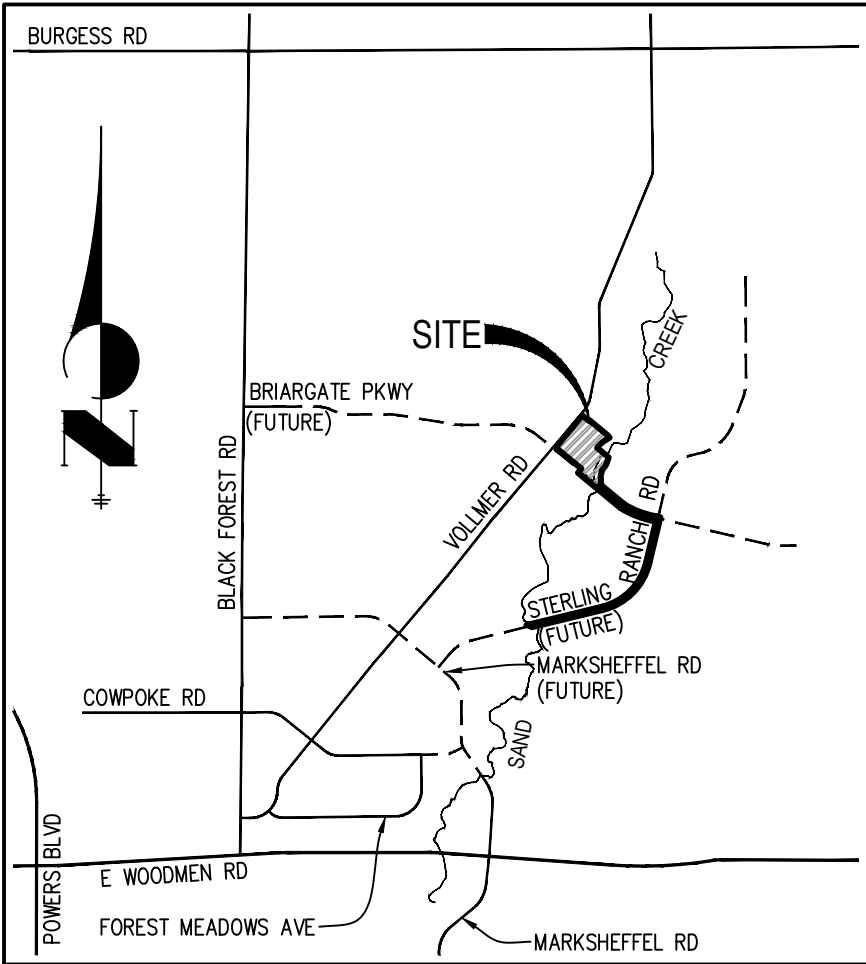 BURGESS RD
SITE
CREEK
BRIARGATE PKWY
(FUTURE)
BLACK FOREST RD
VOLLMER RD
STERLING RANCH RD
(FUTURE)
MARKSHEFFEL RD
(FUTURE)
COWPOKE RD
SAND
POWERS BLVD
E WOODMEN RD
FOREST MEADOWS AVE
MARKSHEFFEL RD
N